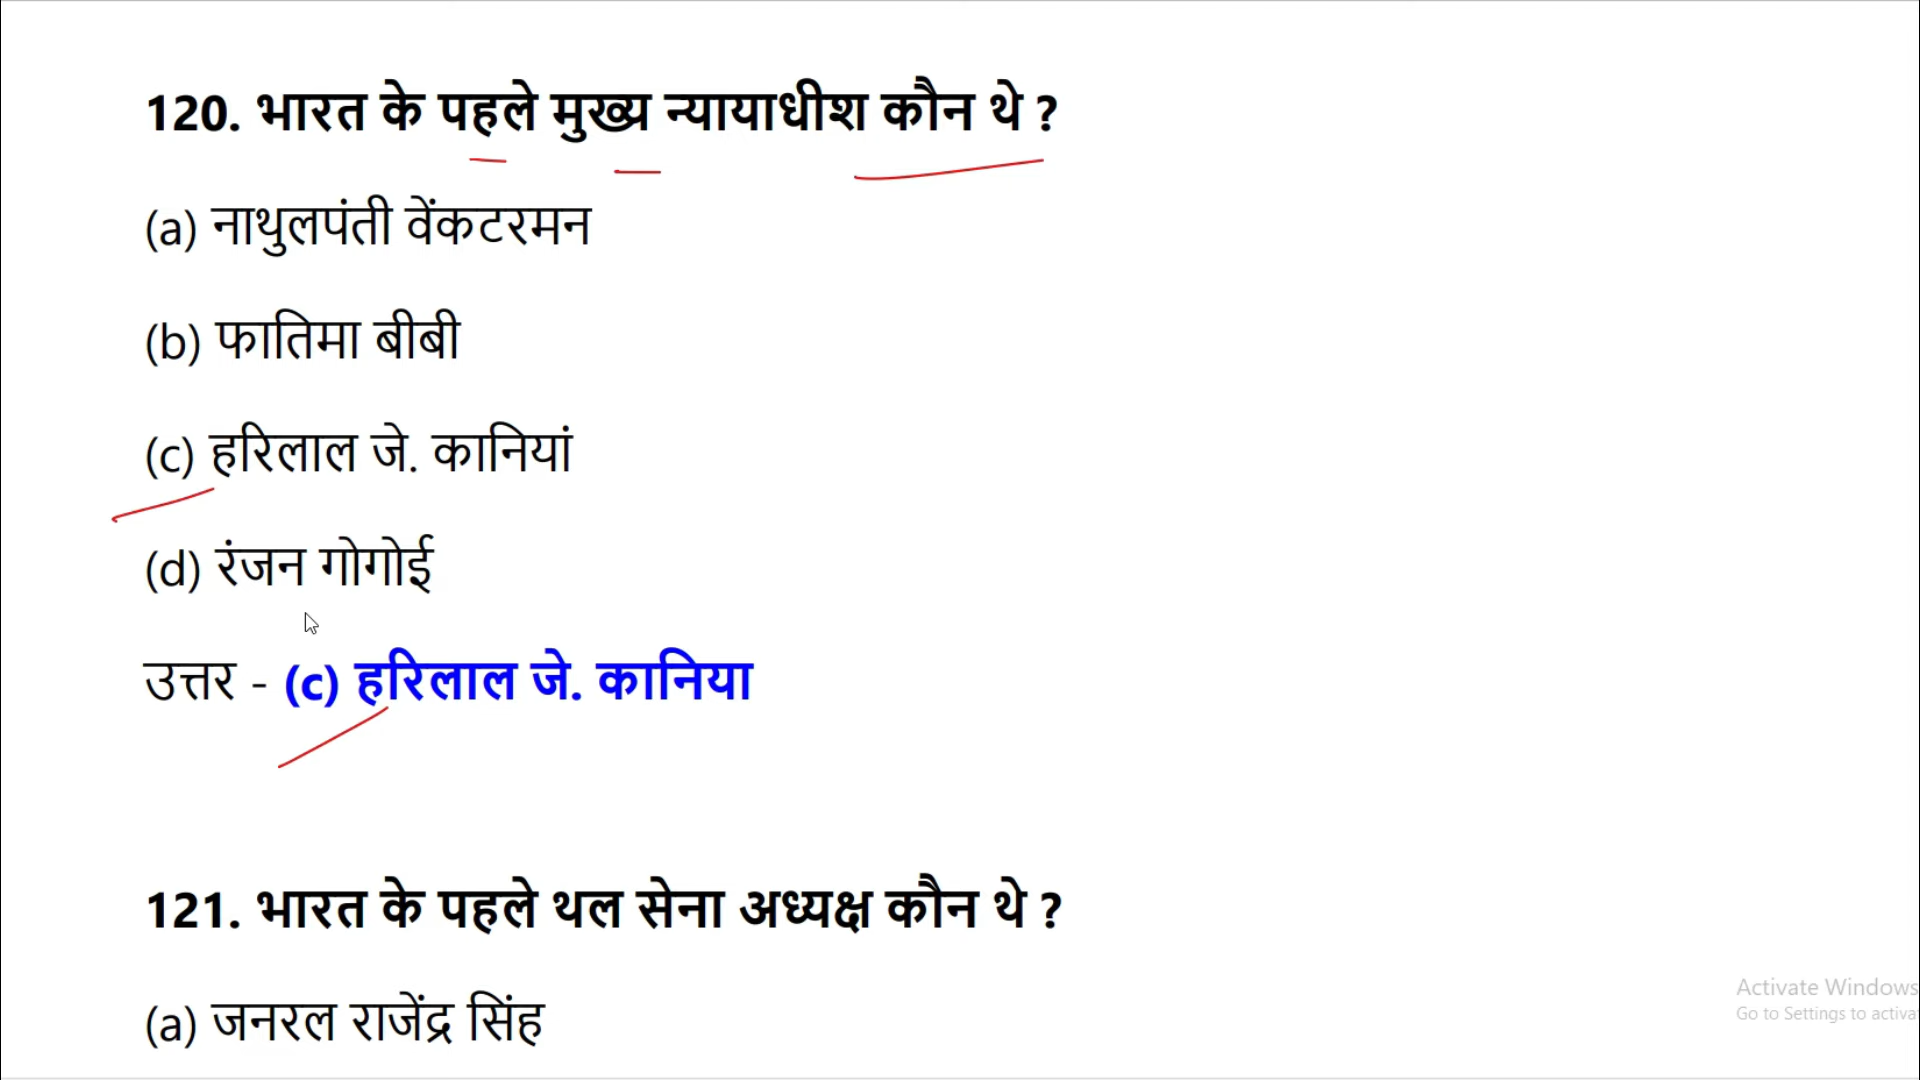 120. भारत के पहले मुख्य न्यायाधीश कौन थे ?
(a) नाथुलपंती वेंकटरमन
(b) फातिमा बीबी
(c) हरिलाल जे. कानियां
(d) रंजन गोगोई
उत्तर - (c) हरिलाल जे. कानिया
121. भारत के पहले थल सेना अध्यक्ष कौन थे ?
(a) जनरल राजेंद्र सिंह
Activate Windows
Go to Settings to activa